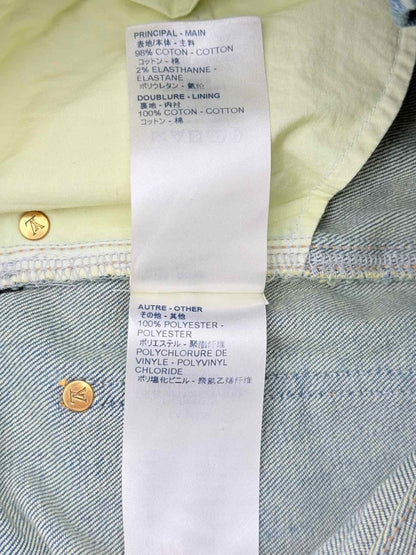 PRINCIPAL - MAIN
表地/本体 - 主料
98% COTON - COTTON
コットン - 棉
2% ELASTHANNE -
ELASTANE
ポリウレタン - 氨纶
DOUBLURE - LINING
裏地 - 内衬
100% COTON - COTTON
コットン - 棉
AUTRE - OTHER
その他 - 其他
100% POLYESTER -
POLYESTER
ポリエステル - 聚酯纤维
POLYCHLORURE DE
VINYLE - POLYVINYL
CHLORIDE
ポリ塩化ビニル - 聚氯乙烯纤维
LV
LV